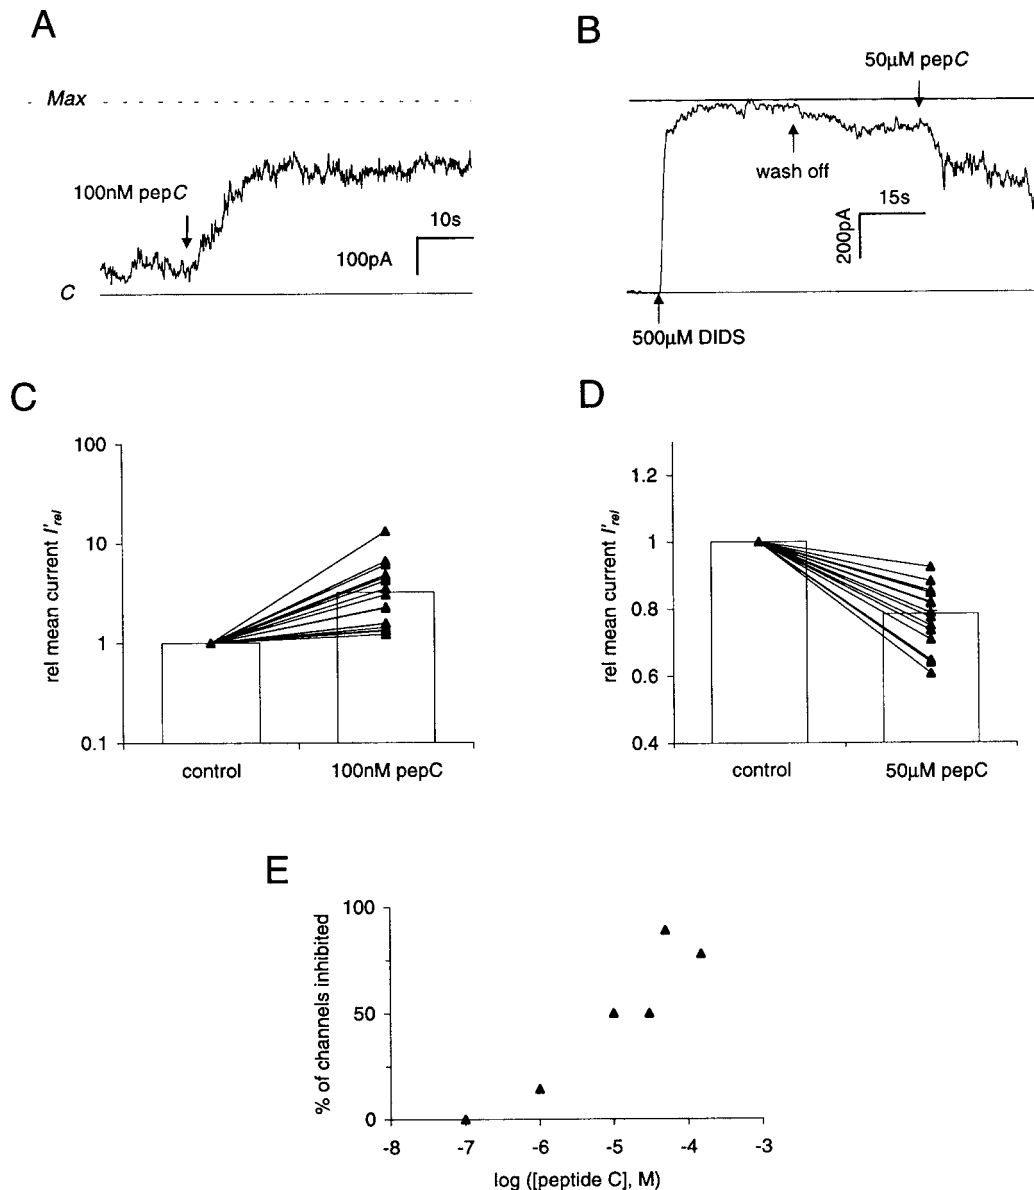 A
Max
100nM pepC
10s
100pA
C
B
50µM pepC
wash off
15s
200pA
500µM DIDS
C
100
10
1
0.1
rel mean current I'rel
control
100nM pepC
D
1.2
1
0.8
0.6
0.4
rel mean current I'rel
control
50µM pepC
E
100
50
0
% of channels inhibited
-8 -7 -6 -5 -4 -3
log ([peptide C], M)